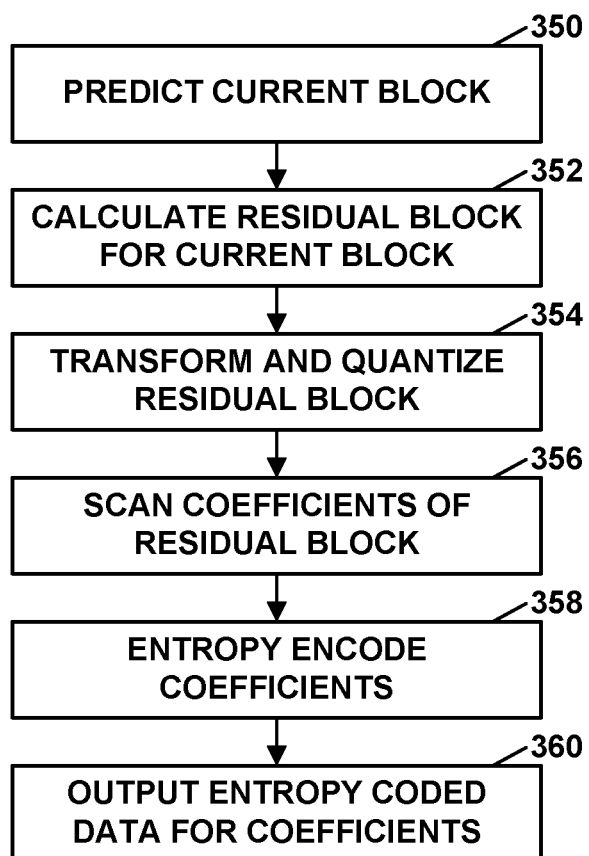 350
PREDICT CURRENT BLOCK
352
CALCULATE RESIDUAL BLOCK
FOR CURRENT BLOCK
354
TRANSFORM AND QUANTIZE
RESIDUAL BLOCK
356
SCAN COEFFICIENTS OF
RESIDUAL BLOCK
358
ENTROPY ENCODE
COEFFICIENTS
360
OUTPUT ENTROPY CODED
DATA FOR COEFFICIENTS